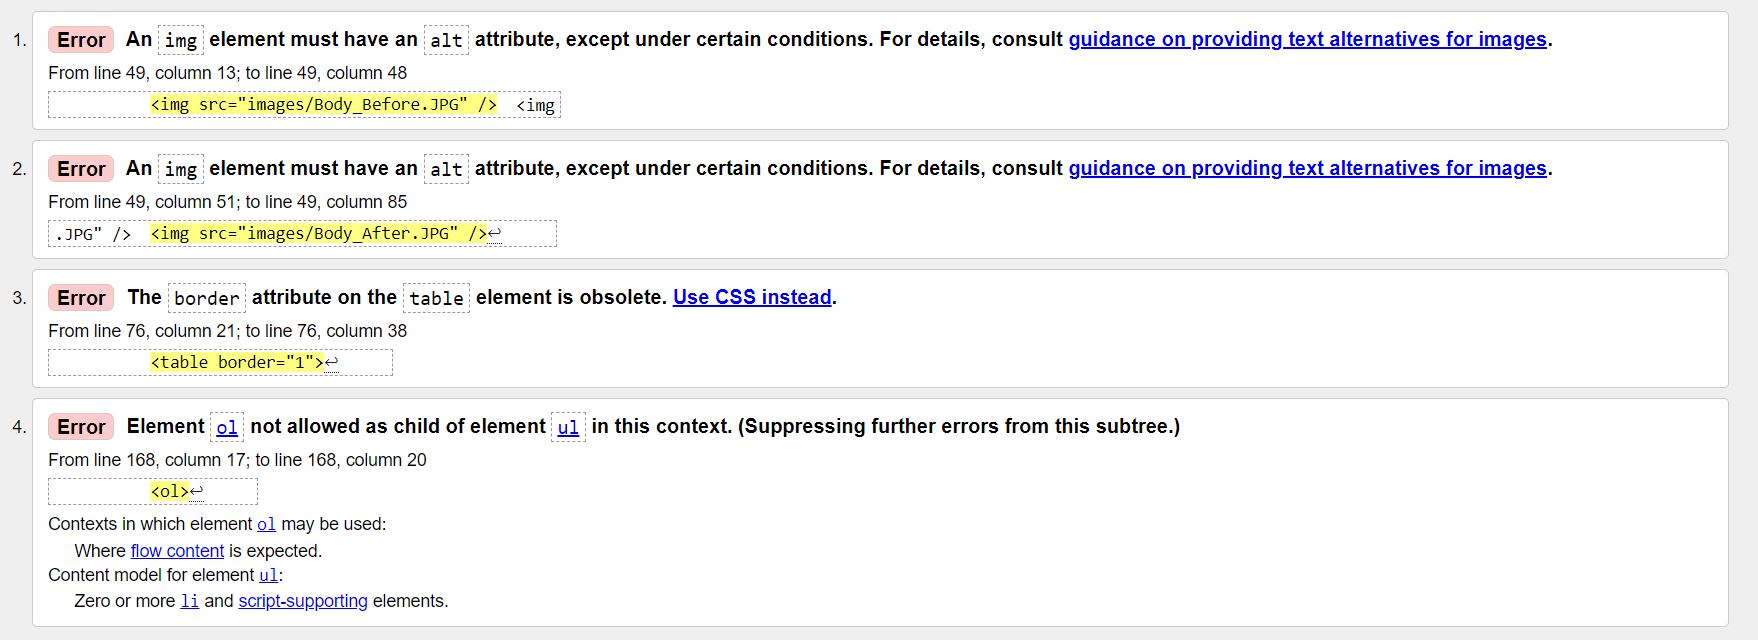 1. Error An img element must have an alt attribute, except under certain conditions. For details, consult guidance on providing text alternatives for images.
From line 49, column 13; to line 49, column 48
<img src="images/Body_Before.JPG" /> <img
2. Error An img element must have an alt attribute, except under certain conditions. For details, consult guidance on providing text alternatives for images.
From line 49, column 51; to line 49, column 85
.JPG" /> <img src="images/Body_After.JPG" />↩
3. Error The border attribute on the table element is obsolete. Use CSS instead.
From line 76, column 21; to line 76, column 38
<table border="1">↩
4. Error Element ol not allowed as child of element ul in this context. (Suppressing further errors from this subtree.)
From line 168, column 17; to line 168, column 20
<ol>↩
Contexts in which element ol may be used:
Where flow content is expected.
Content model for element ul:
Zero or more li and script-supporting elements.